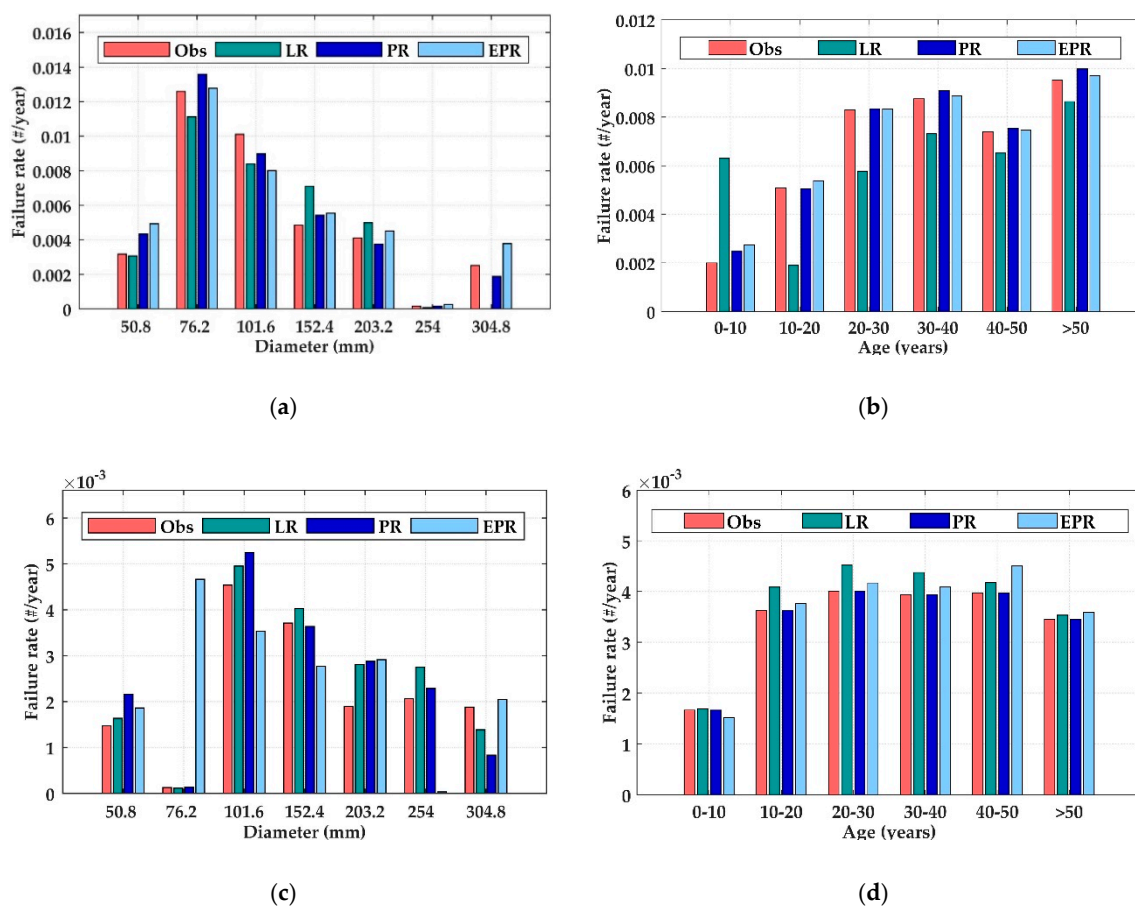 0.016
0.014
0.012
0.01
0.008
0.006
0.004
0.002
0
Failure rate (#/year)
Obs LR PR EPR
50.8 76.2 101.6 152.4 203.2 254 304.8
Diameter (mm)
(a)
0.012
0.01
0.008
0.006
0.004
0.002
0
Failure rate (#/year)
Obs LR PR EPR
0-10 10-20 20-30 30-40 40-50 >50
Age (years)
(b)
×10-3
6
5
4
3
2
1
0
Failure rate (#/year)
Obs LR PR EPR
50.8 76.2 101.6 152.4 203.2 254 304.8
Diameter (mm)
(c)
×10-3
6
5
4
3
2
1
0
Failure rate (#/year)
Obs LR PR EPR
0-10 10-20 20-30 30-40 40-50 >50
Age (years)
(d)